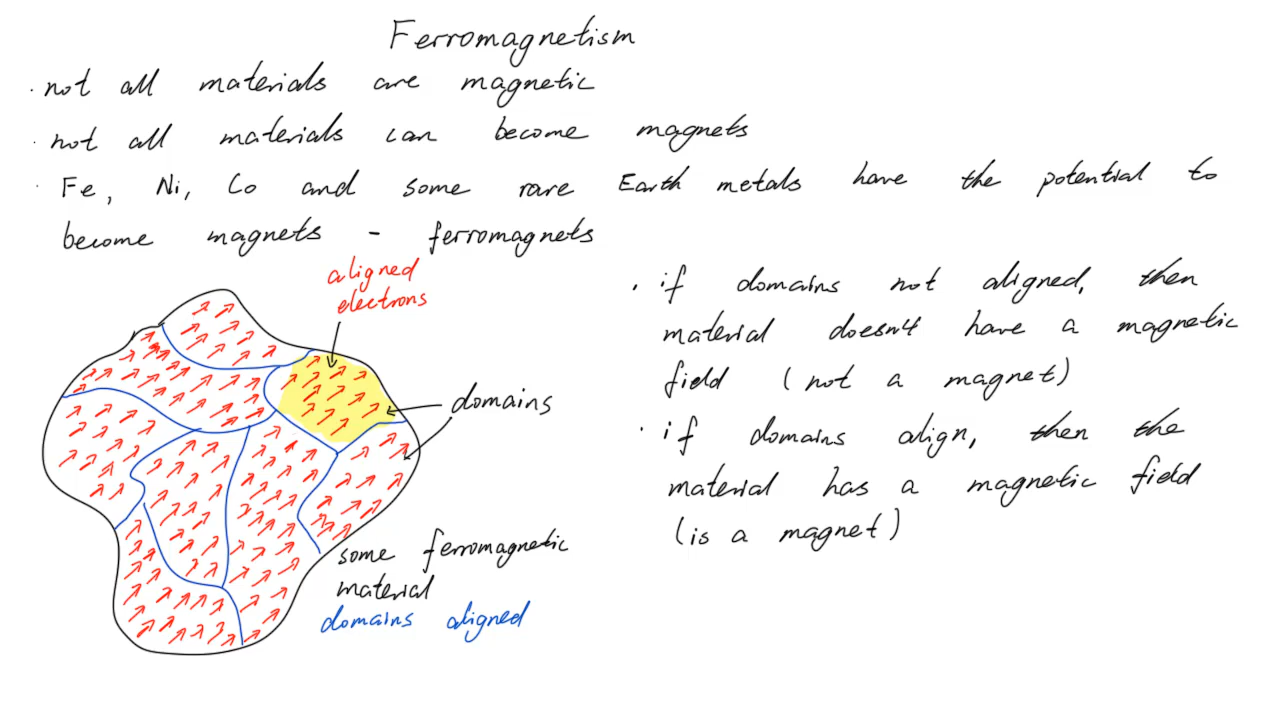 Ferromagnetism
· not all materials are magnetic
· not all materials can become magnets
· Fe, Ni, Co and some rare Earth metals have the potential to
become magnets - ferromagnets
aligned
electrons
domains
some ferromagnetic
material
domains aligned
· if domains not aligned, then
material doesn't have a magnetic
field (not a magnet)
· if domains align, then the
material has a magnetic field
(is a magnet)